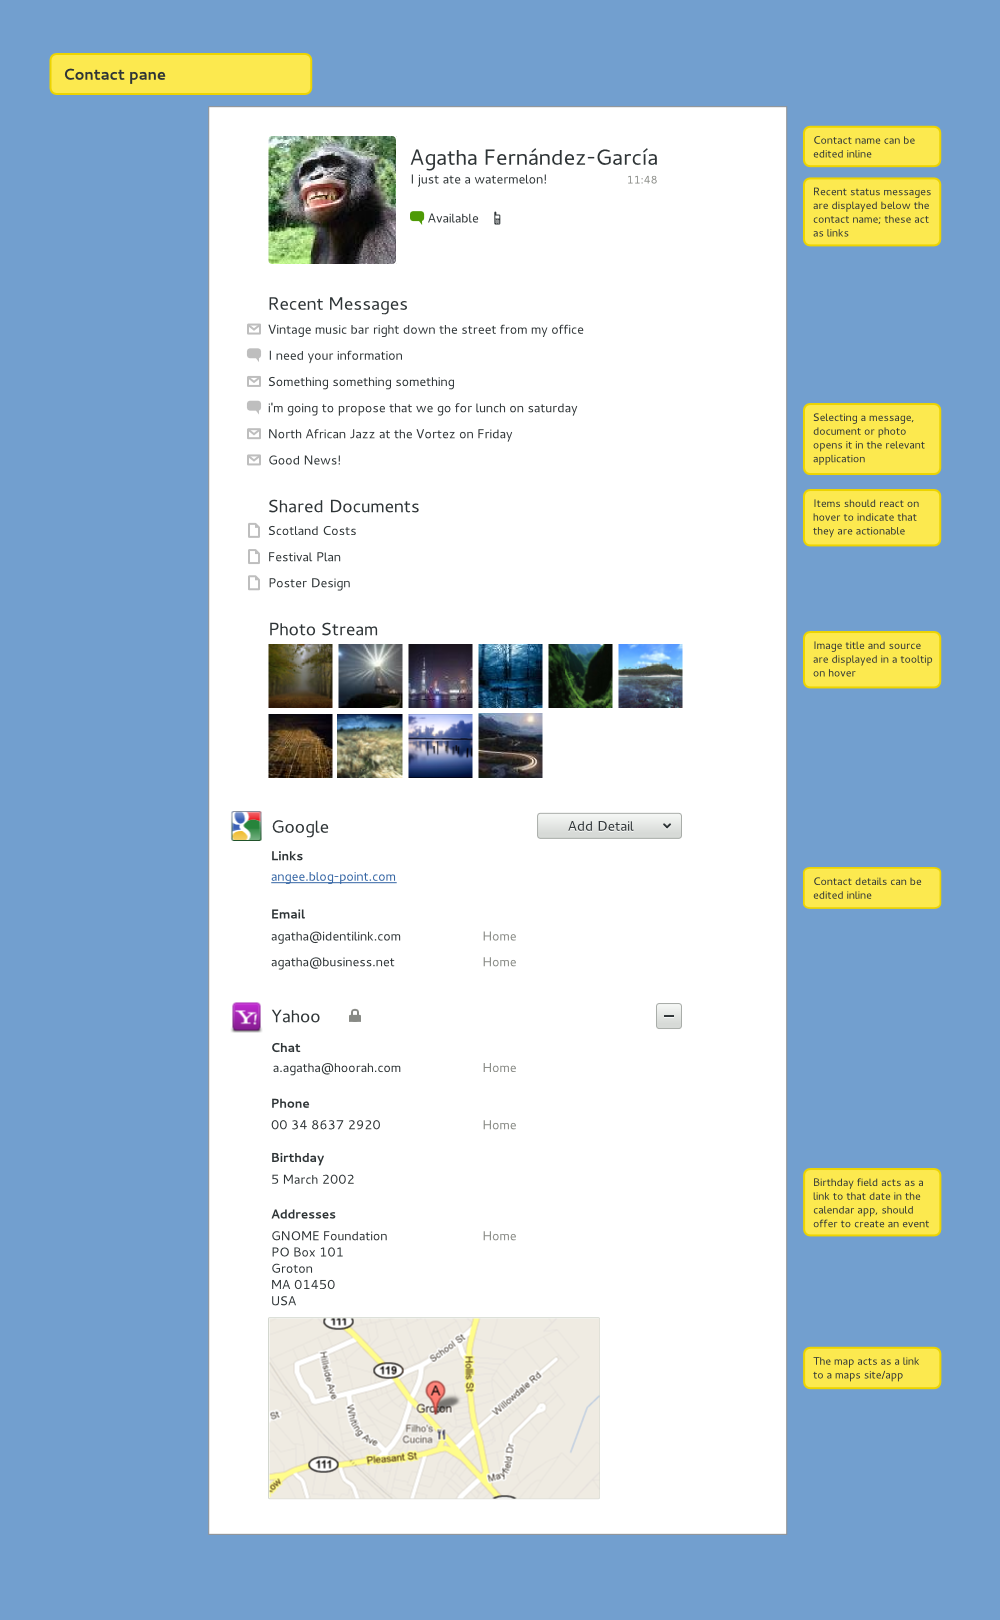 Contact pane
Agatha Fernández-García
I just ate a watermelon!
11:48
Available
Recent Messages
Vintage music bar right down the street from my office
I need your information
Something something something
i'm going to propose that we go for lunch on saturday
North African Jazz at the Vortez on Friday
Good News!
Shared Documents
Scotland Costs
Festival Plan
Poster Design
Photo Stream
Google
Add Detail
Links
angee.blog-point.com
Email
agatha@identilink.com
Home
agatha@business.net
Home
Y!
Yahoo
Chat
a.agatha@hoorah.com
Home
Phone
00 34 8637 2920
Home
Birthday
5 March 2002
Addresses
GNOME Foundation
Home
PO Box 101
Groton
MA 01450
USA
111
School St
Hillside Ave
119
Hollis St
A
Groton
Willowdale Rd
St
Whiting Ave
Filho's
Cucina
Pleasant St
111
Mayfield Dr
ow
Contact name can be
edited inline
Recent status messages
are displayed below the
contact name; these act
as links
Selecting a message,
document or photo
opens it in the relevant
application
Items should react on
hover to indicate that
they are actionable
Image title and source
are displayed in a tooltip
on hover
Contact details can be
edited inline
Birthday field acts as a
link to that date in the
calendar app, should
offer to create an event
The map acts as a link
to a maps site/app